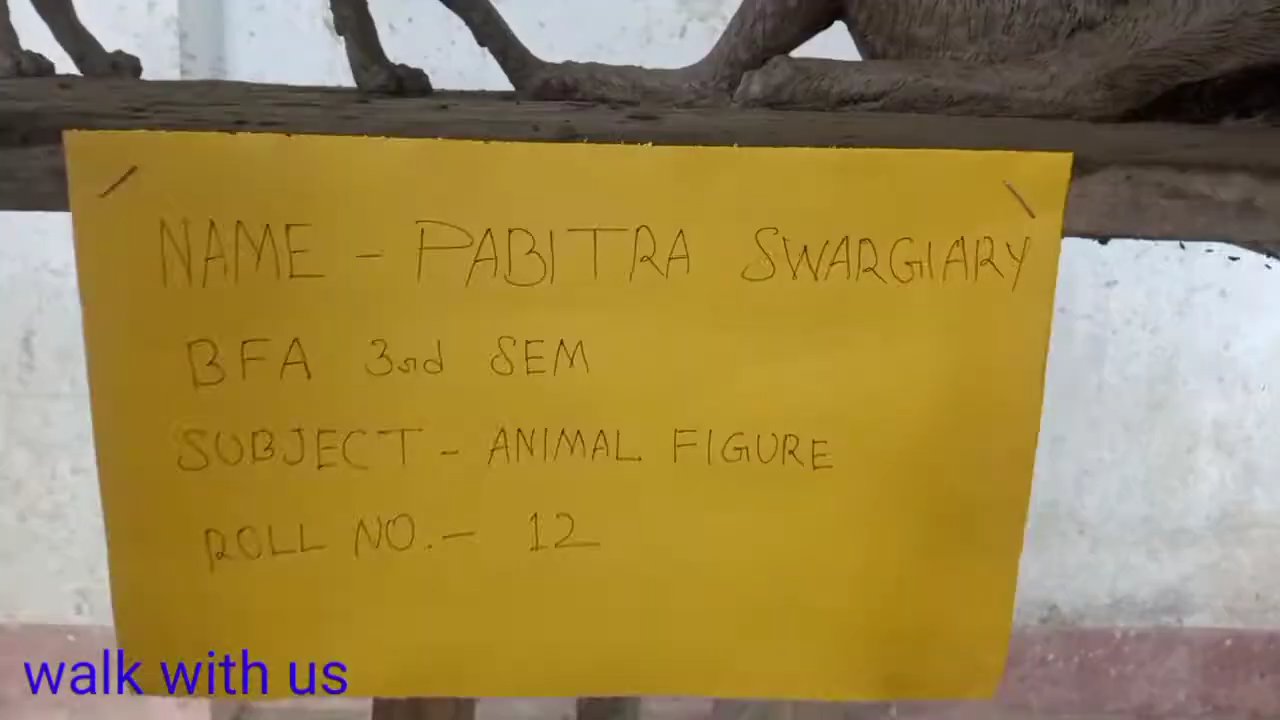 NAME - PABITRA SWARGIARY
BFA 3rd SEM
SUBJECT - ANIMAL FIGURE
ROLL NO. - 12
walk with us